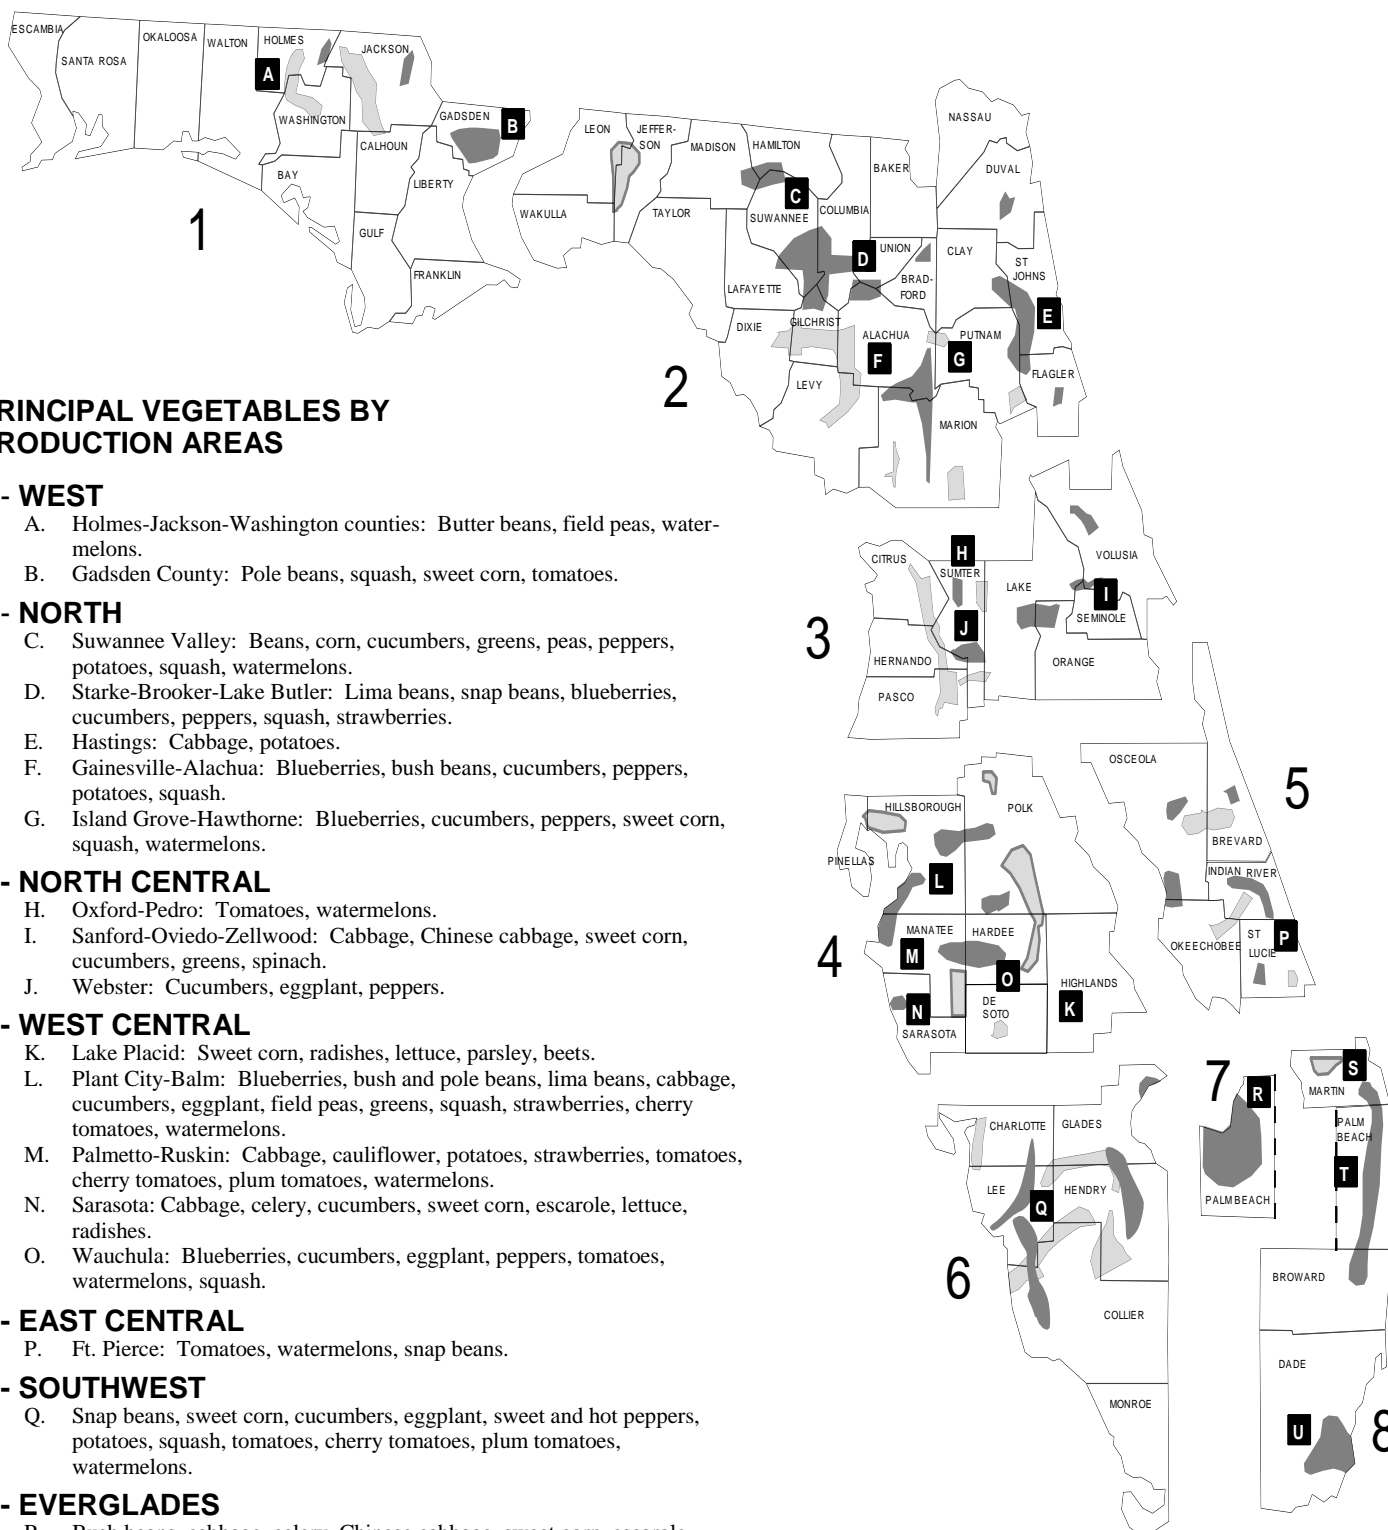 ESCAMBIA
SANTA ROSA
OKALOOSA
WALTON
HOLMES
JACKSON
A
WASHINGTON
GADSDEN
B
CALHOUN
BAY
LIBERTY
GULF
FRANKLIN
1
LEON
JEFFER-
SON
MADISON
HAMILTON
NASSAU
BAKER
DUVAL
C
WAKULLA
TAYLOR
SUWANNEE
COLUMBIA
D
UNION
CLAY
ST
JOHNS
LAFAYETTE
BRAD-
FORD
E
DIXIE
GILCHRIST
ALACHUA
PUTNAM
F
G
FLAGLER
2
LEVY
MARION
RINCIPAL VEGETABLES BY
RODUCTION AREAS
- WEST
A. Holmes-Jackson-Washington counties: Butter beans, field peas, water-
melons.
B. Gadsden County: Pole beans, squash, sweet corn, tomatoes.
- NORTH
C. Suwannee Valley: Beans, corn, cucumbers, greens, peas, peppers,
potatoes, squash, watermelons.
D. Starke-Brooker-Lake Butler: Lima beans, snap beans, blueberries,
cucumbers, peppers, squash, strawberries.
E. Hastings: Cabbage, potatoes.
F. Gainesville-Alachua: Blueberries, bush beans, cucumbers, peppers,
potatoes, squash.
G. Island Grove-Hawthorne: Blueberries, cucumbers, peppers, sweet corn,
squash, watermelons.
- NORTH CENTRAL
H. Oxford-Pedro: Tomatoes, watermelons.
I. Sanford-Oviedo-Zellwood: Cabbage, Chinese cabbage, sweet corn,
cucumbers, greens, spinach.
J. Webster: Cucumbers, eggplant, peppers.
- WEST CENTRAL
K. Lake Placid: Sweet corn, radishes, lettuce, parsley, beets.
L. Plant City-Balm: Blueberries, bush and pole beans, lima beans, cabbage,
cucumbers, eggplant, field peas, greens, squash, strawberries, cherry
tomatoes, watermelons.
M. Palmetto-Ruskin: Cabbage, cauliflower, potatoes, strawberries, tomatoes,
cherry tomatoes, plum tomatoes, watermelons.
N. Sarasota: Cabbage, celery, cucumbers, sweet corn, escarole, lettuce,
radishes.
O. Wauchula: Blueberries, cucumbers, eggplant, peppers, tomatoes,
watermelons, squash.
- EAST CENTRAL
P. Ft. Pierce: Tomatoes, watermelons, snap beans.
- SOUTHWEST
Q. Snap beans, sweet corn, cucumbers, eggplant, sweet and hot peppers,
potatoes, squash, tomatoes, cherry tomatoes, plum tomatoes,
watermelons.
- EVERGLADES
R. Bush beans, cabbage, celery, Chinese cabbage, sweet corn, escarole
H
CITRUS
SUMTER
LAKE
VOLUSIA
I
SEMINOLE
3
J
HERNANDO
ORANGE
PASCO
OSCEOLA
5
HILLSBOROUGH
POLK
BREVARD
PINELLAS
L
INDIAN RIVER
4
MANATEE
HARDEE
M
OKEECHOBEE
ST
LUCIE
P
O
HIGHLANDS
N
DE
SOTO
K
SARASOTA
7
R
S
MARTIN
CHARLOTTE
GLADES
PALM
BEACH
LEE
HENDRY
T
Q
PALM BEACH
6
BROWARD
COLLIER
DADE
MONROE
U
8